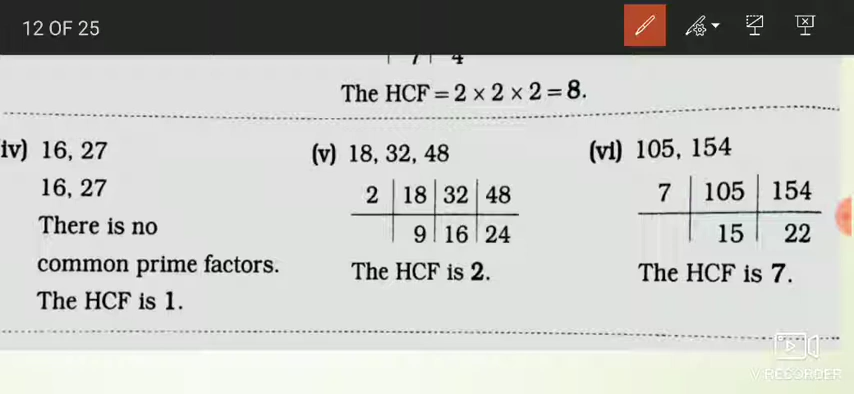 12 OF 25
7 4
The HCF = 2 × 2 × 2 = 8.
iv) 16, 27
16, 27
There is no
common prime factors.
The HCF is 1.
(v) 18, 32, 48
2 18 32 48
9 16 24
The HCF is 2.
(vi) 105, 154
7 105 154
15 22
The HCF is 7.
V RECORDER